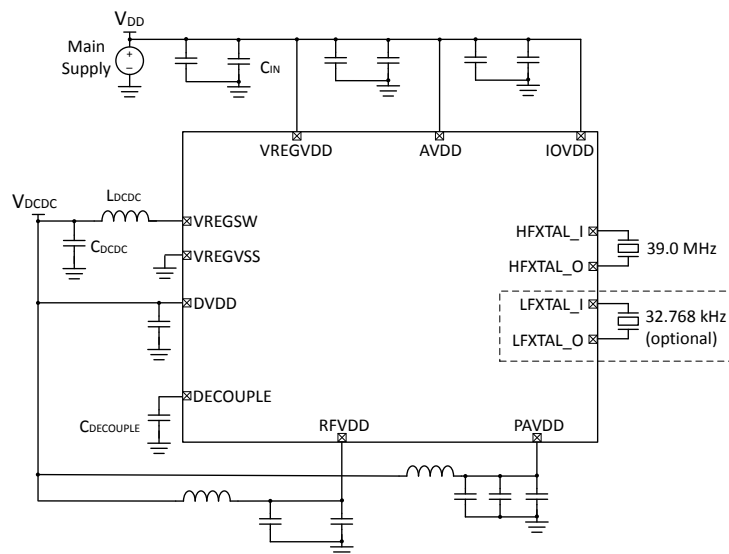 VDD
Main
Supply
+
–
CIN
VREGVDD
AVDD
IOVDD
VDCDC
LDCDC
CDCDC
VREGSW
VREGVSS
DVDD
DECOUPLE
CDECOUPLE
HFXTAL_I
39.0 MHz
HFXTAL_O
LFXTAL_I
32.768 kHz
(optional)
LFXTAL_O
RFVDD
PAVDD